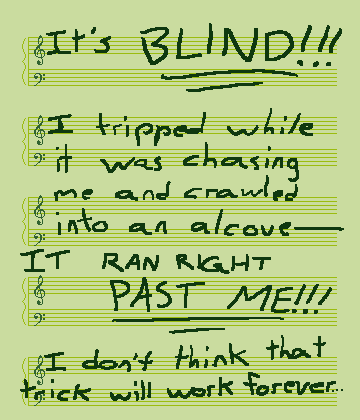 It's BLIND!!!
I tripped while
it was chasing
me and crawled
into an alcove—
IT RAN RIGHT
PAST ME!!!
I don't think that
trick will work forever...